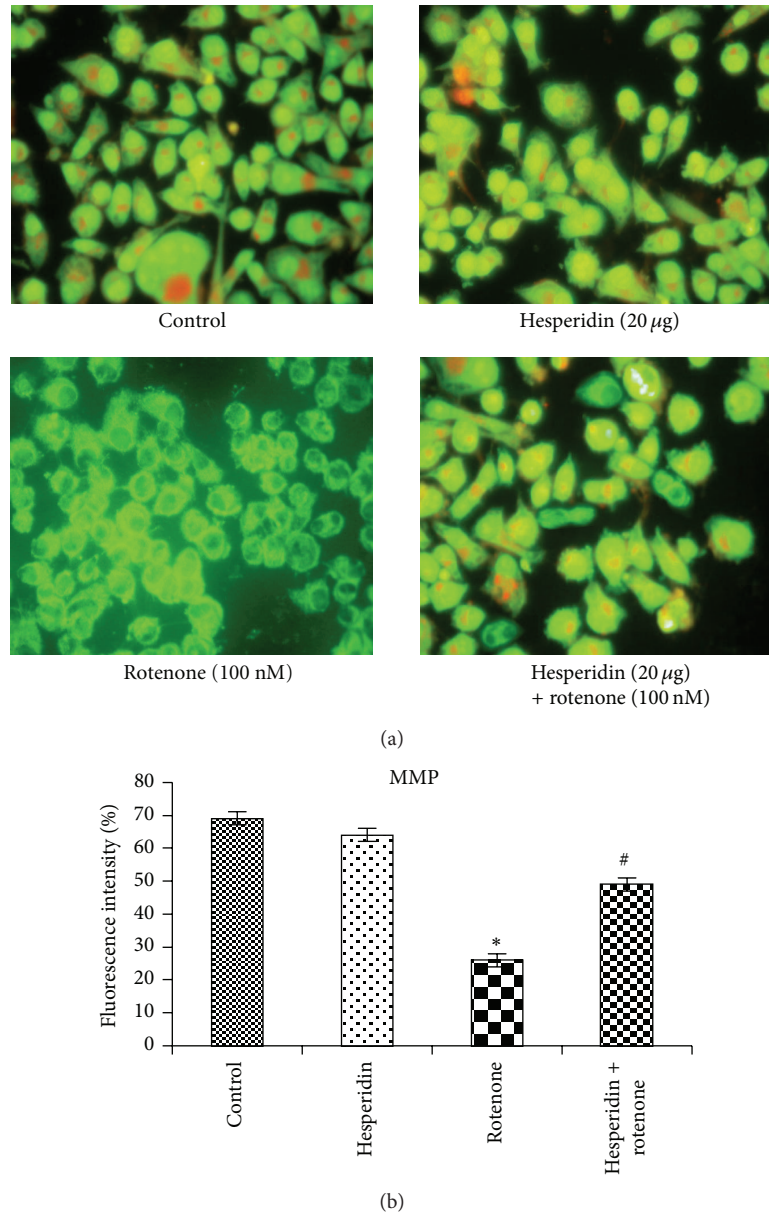 Control
Hesperidin (20 μg)
Rotenone (100 nM)
Hesperidin (20 μg)
+ rotenone (100 nM)
(a)
MMP
Fluorescence intensity (%)
80
70
60
50
40
30
20
10
0
*
#
Control
Hesperidin
Rotenone
Hesperidin +
rotenone
(b)